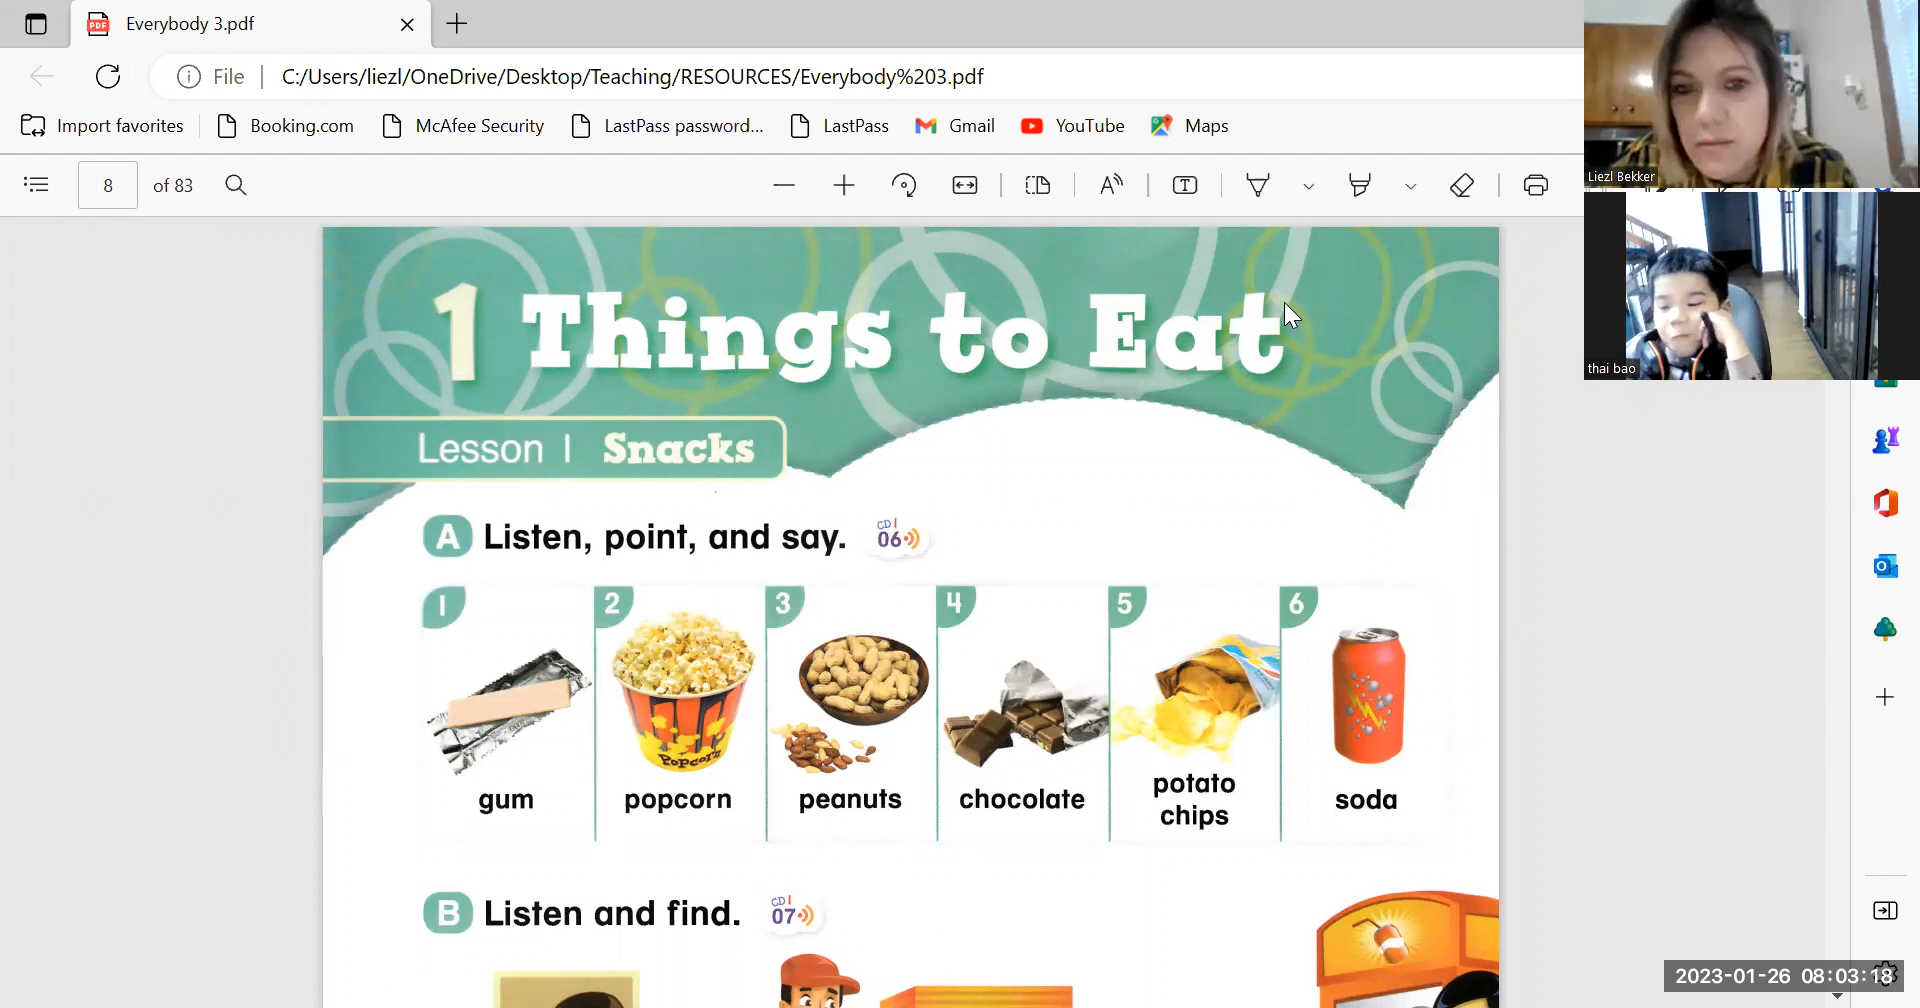 Everybody 3.pdf
File
C:/Users/liezl/OneDrive/Desktop/Teaching/RESOURCES/Everybody%203.pdf
Import favorites
Booking.com
McAfee Security
LastPass password...
LastPass
Gmail
YouTube
Maps
8 of 83
Liezl Bekker
thai bao
1 Things to Eat
Lesson 1 Snacks
A Listen, point, and say. CD1 06
1 2 3 4 5 6
Popcorn
gum
popcorn
peanuts
chocolate
potato
chips
soda
B Listen and find. CD1 07
2023-01-26 08:03:18